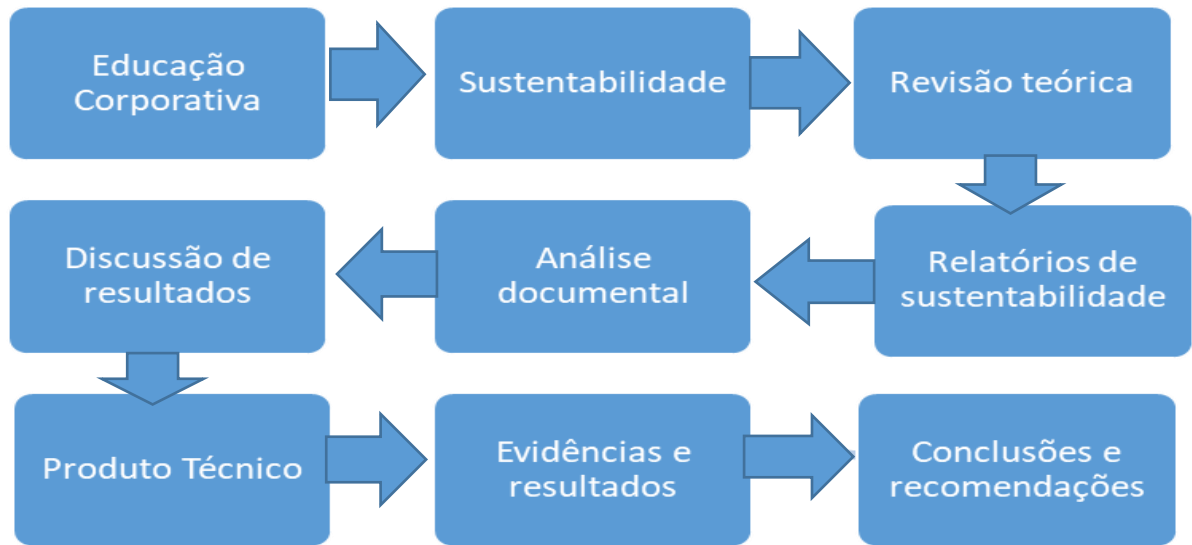 Educação
Corporativa
Sustentabilidade
Revisão teórica
Relatórios de
sustentabilidade
Análise
documental
Discussão de
resultados
Produto Técnico
Evidências e
resultados
Conclusões e
recomendações